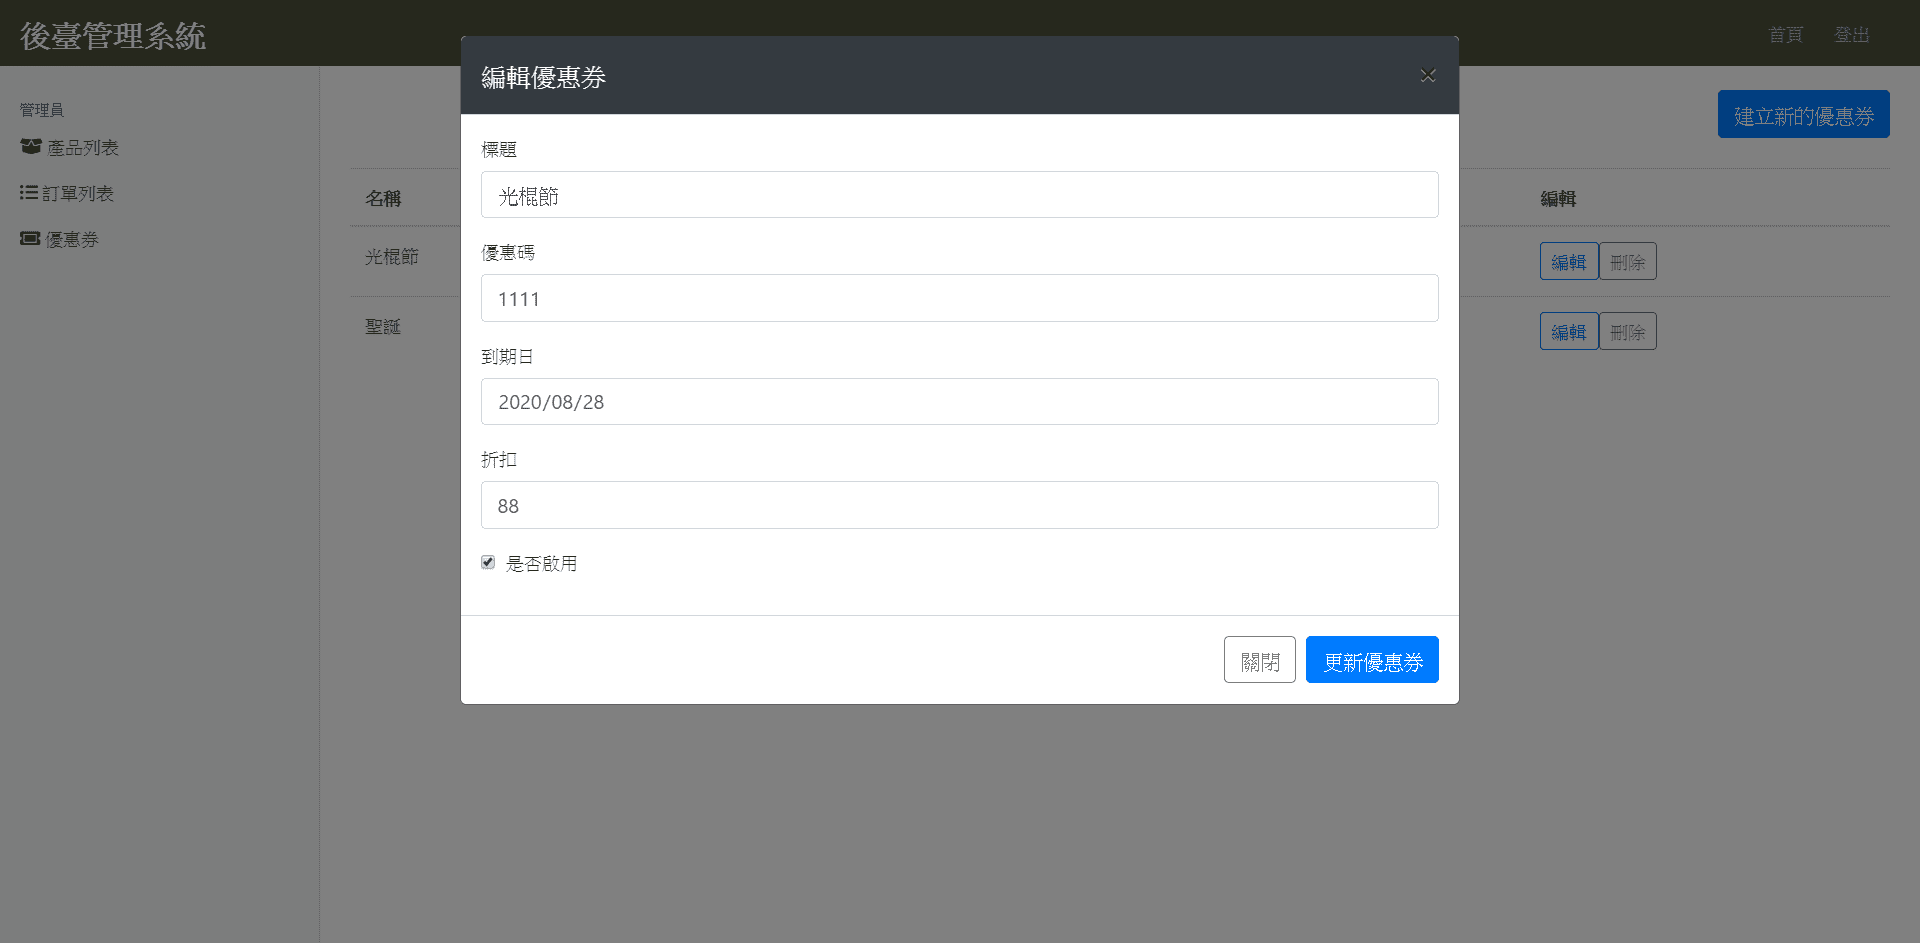 後臺管理系統
首頁 登出
管理員
產品列表
訂單列表
優惠券
建立新的優惠券
名稱 編輯
光棍節 編輯 刪除
聖誕 編輯 刪除
編輯優惠券 ×
標題
光棍節
優惠碼
1111
到期日
2020/08/28
折扣
88
是否啟用
關閉 更新優惠券